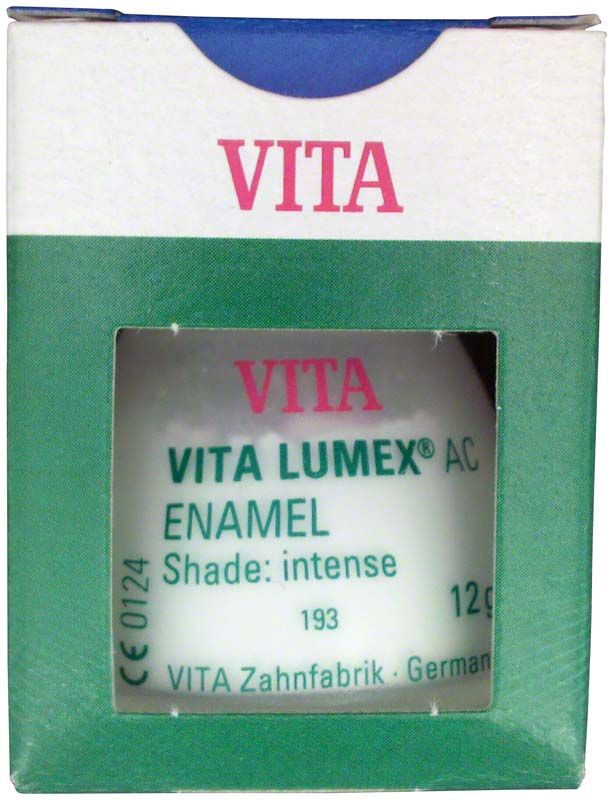 VITA
VITA
VITA LUMEX® AC
ENAMEL
Shade: intense
193
12g
VITA Zahnfabrik · German
CE 0124